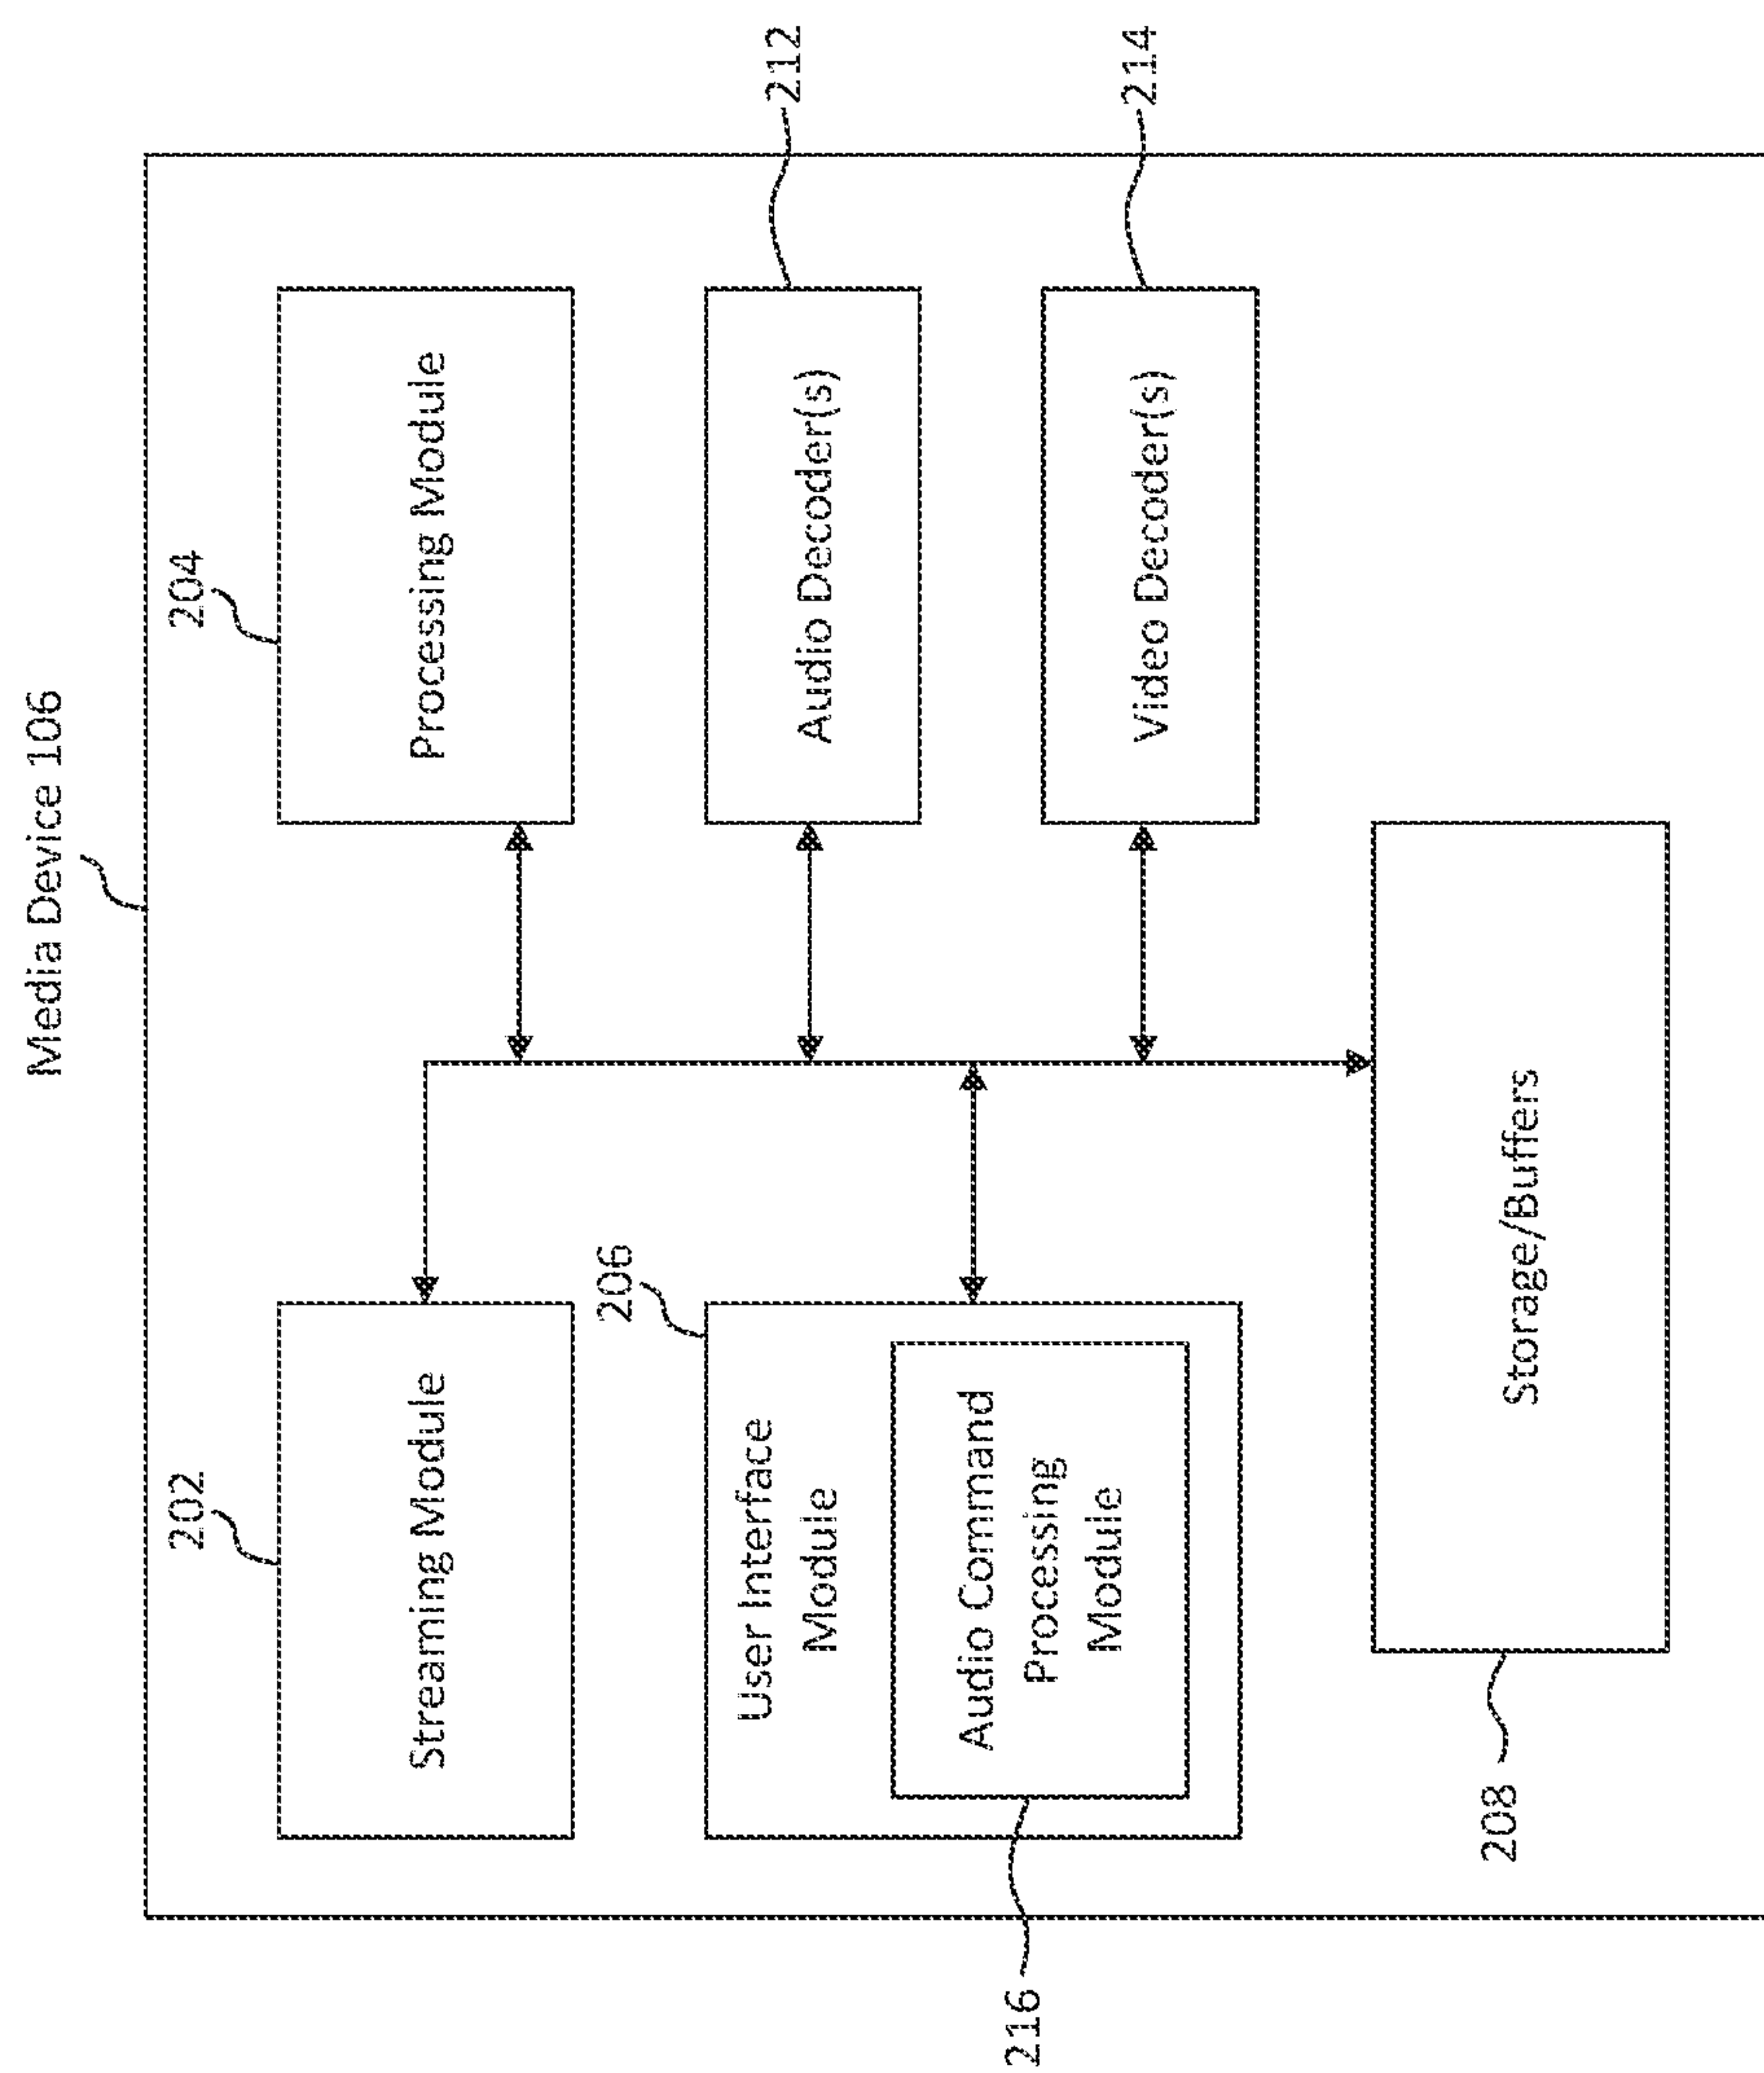 Media Device 106
202
204
Streaming Module
Processing Module
206
212
User Interface
Module
Audio Decoder(s)
216
Audio Command
Processing
Module
214
Video Decoder(s)
208
Storage/Buffers